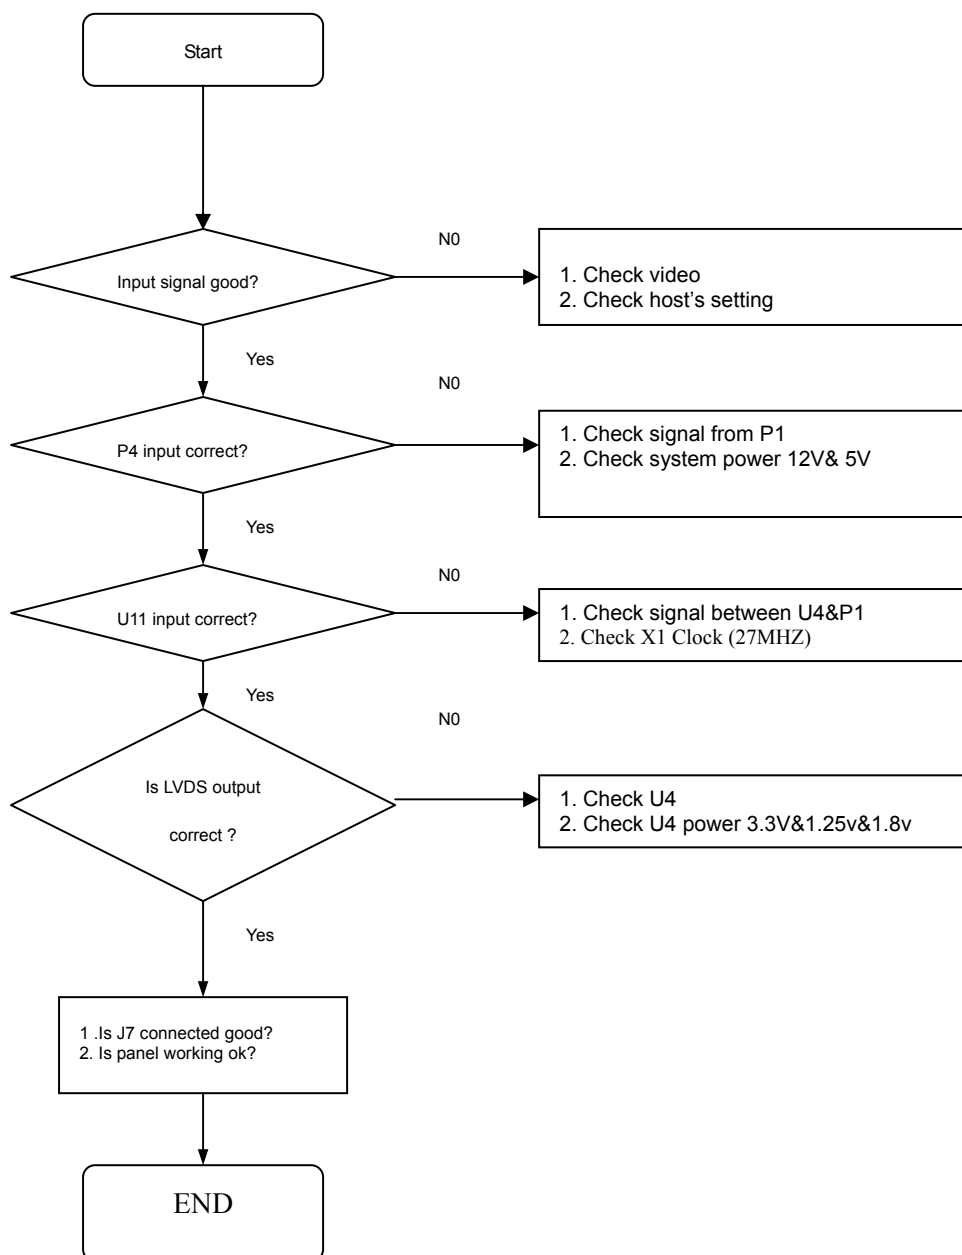 Start
N0
Input signal good?
1. Check video
2. Check host's setting
Yes
N0
P4 input correct?
1. Check signal from P1
2. Check system power 12V& 5V
Yes
N0
U11 input correct?
1. Check signal between U4&P1
2. Check X1 Clock (27MHZ)
Yes
N0
Is LVDS output
correct ?
1. Check U4
2. Check U4 power 3.3V&1.25v&1.8v
Yes
1 .Is J7 connected good?
2. Is panel working ok?
END